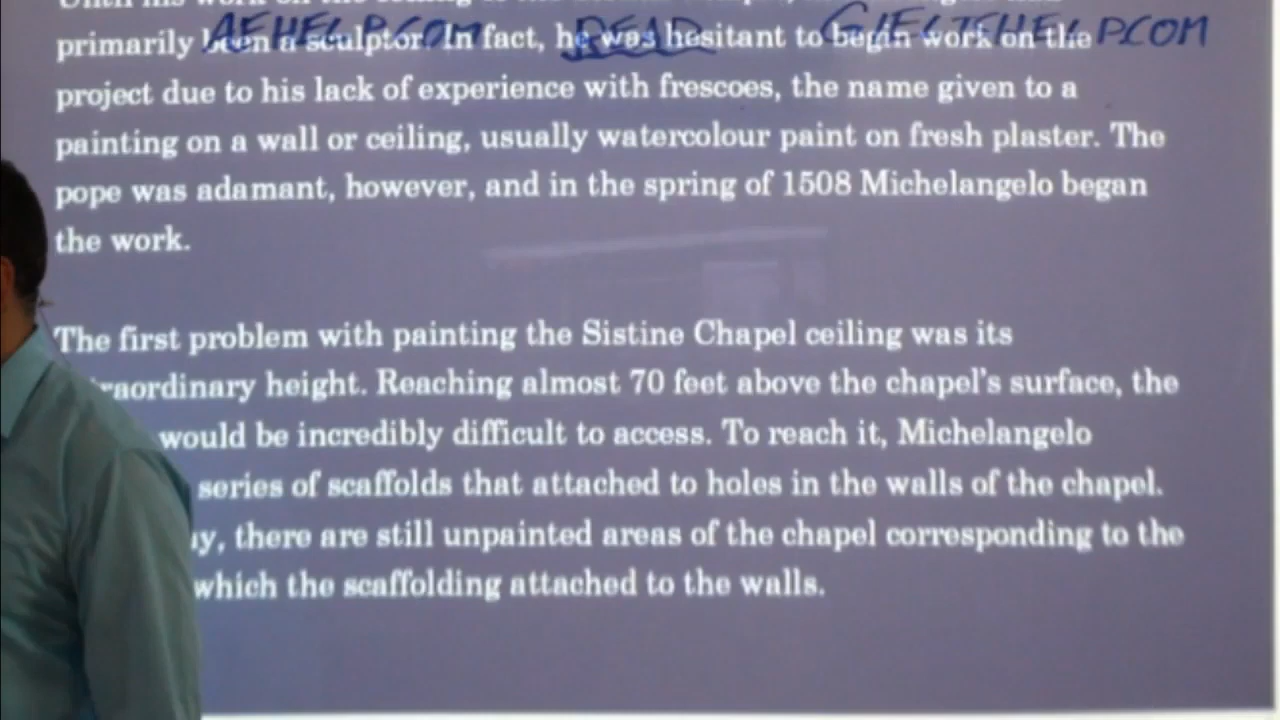 AEHELP.COM READ GIELTSHELP.COM
primarily been a sculptor. In fact, he was hesitant to begin work on the
project due to his lack of experience with frescoes, the name given to a
painting on a wall or ceiling, usually watercolour paint on fresh plaster. The
pope was adamant, however, and in the spring of 1508 Michelangelo began
the work.
The first problem with painting the Sistine Chapel ceiling was its
raordinary height. Reaching almost 70 feet above the chapel's surface, the
would be incredibly difficult to access. To reach it, Michelangelo
series of scaffolds that attached to holes in the walls of the chapel.
y, there are still unpainted areas of the chapel corresponding to the
which the scaffolding attached to the walls.